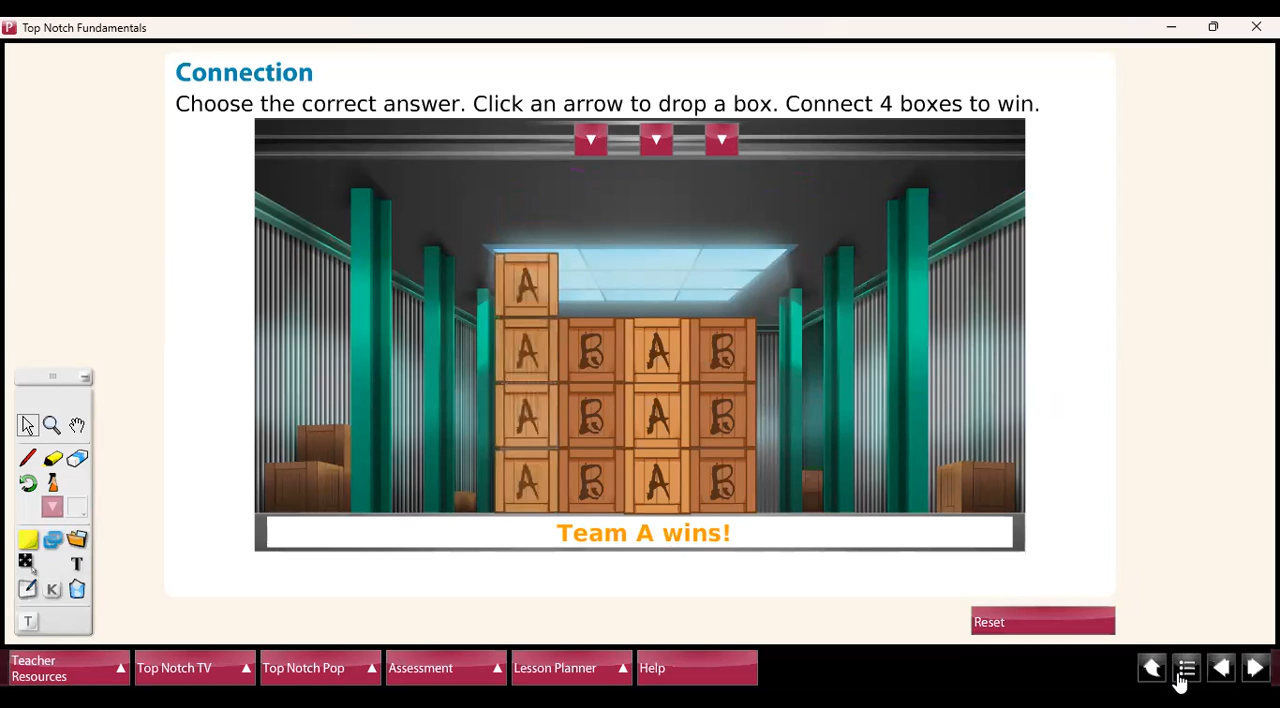 Top Notch Fundamentals
Connection
Choose the correct answer. Click an arrow to drop a box. Connect 4 boxes to win.
A
A B A B
A B A B
A B A B
Team A wins!
T
K
T
Reset
Teacher Resources
Top Notch TV
Top Notch Pop
Assessment
Lesson Planner
Help